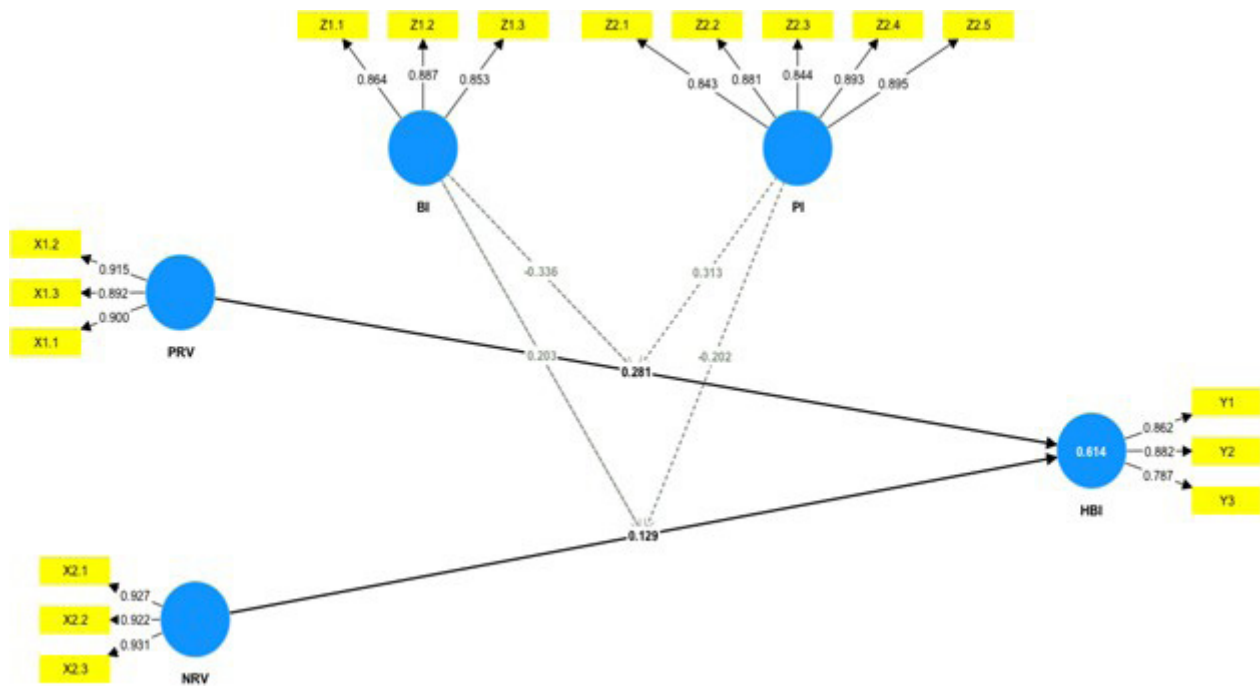 Z1.1 Z1.2 Z1.3 Z2.1 Z2.2 Z2.3 Z2.4 Z2.5
0.864 0.887 0.853 0.843 0.881 0.844 0.893 0.895
BI PI
X1.2
0.915
X1.3 0.892
0.900
X1.1
PRV
-0.336 0.313
0.203 0.281 -0.202
Y1
0.862
0.614 0.882 Y2
0.787
Y3
HBI
0.129
X2.1
0.927
X2.2 0.922
0.931
X2.3
NRV